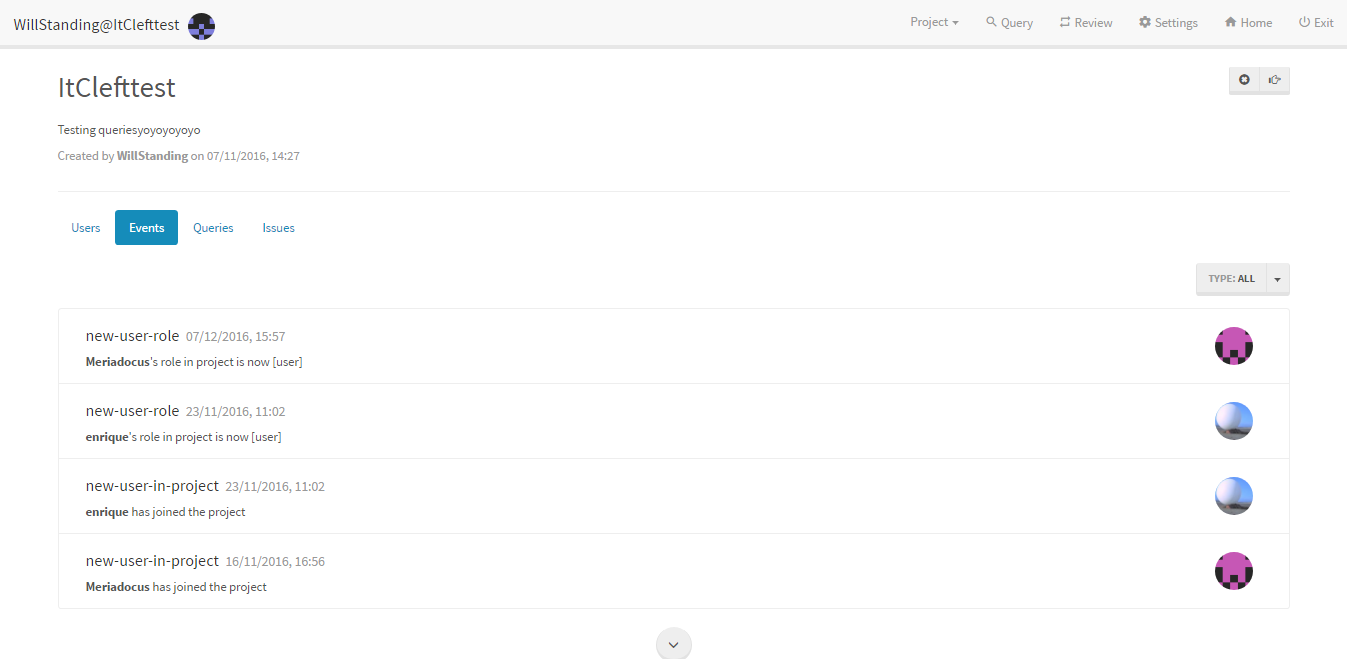 WillStanding@ItClefttest
Project Query Review Settings Home Exit
ItClefttest
Testing queriesyoyoyoyoyo
Created by WillStanding on 07/11/2016, 14:27
Users Events Queries Issues
TYPE: ALL
new-user-role 07/12/2016, 15:57
Meriadocus's role in project is now [user]
new-user-role 23/11/2016, 11:02
enrique's role in project is now [user]
new-user-in-project 23/11/2016, 11:02
enrique has joined the project
new-user-in-project 16/11/2016, 16:56
Meriadocus has joined the project